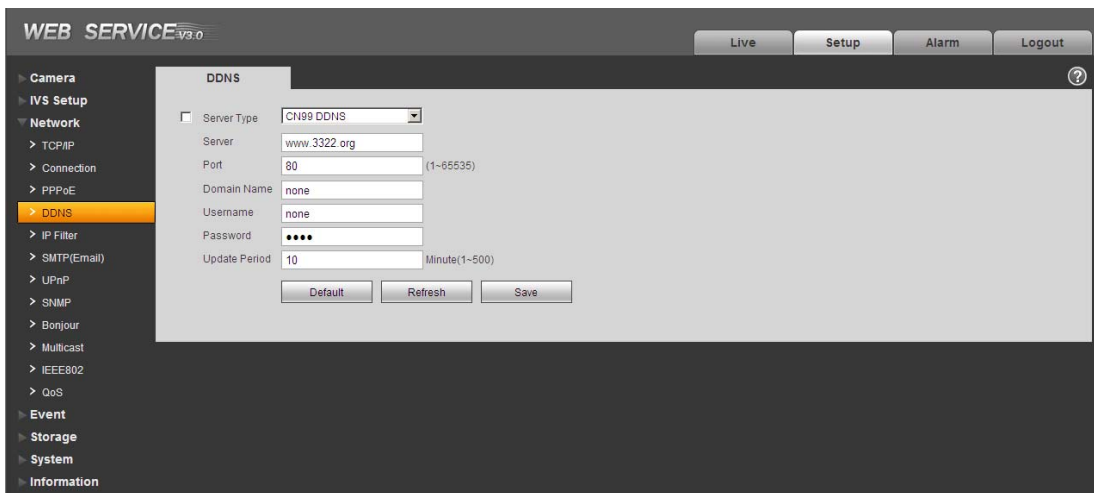 WEB SERVICE V3.0
Live Setup Alarm Logout
Camera
IVS Setup
Network
TCP/IP
Connection
PPPoE
DDNS
IP Filter
SMTP(Email)
UPnP
SNMP
Bonjour
Multicast
IEEE802
QoS
Event
Storage
System
Information
DDNS
?
Server Type CN99 DDNS
Server www.3322.org
Port 80 (1~65535)
Domain Name none
Username none
Password ●●●●
Update Period 10 Minute(1~500)
Default Refresh Save